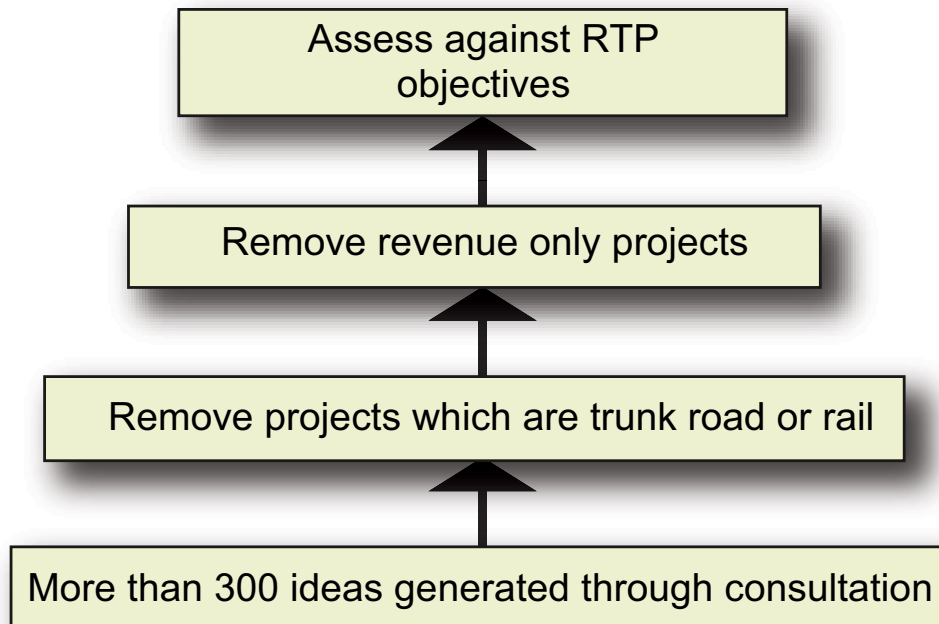 Assess against RTP
objectives
Remove revenue only projects
Remove projects which are trunk road or rail
More than 300 ideas generated through consultation